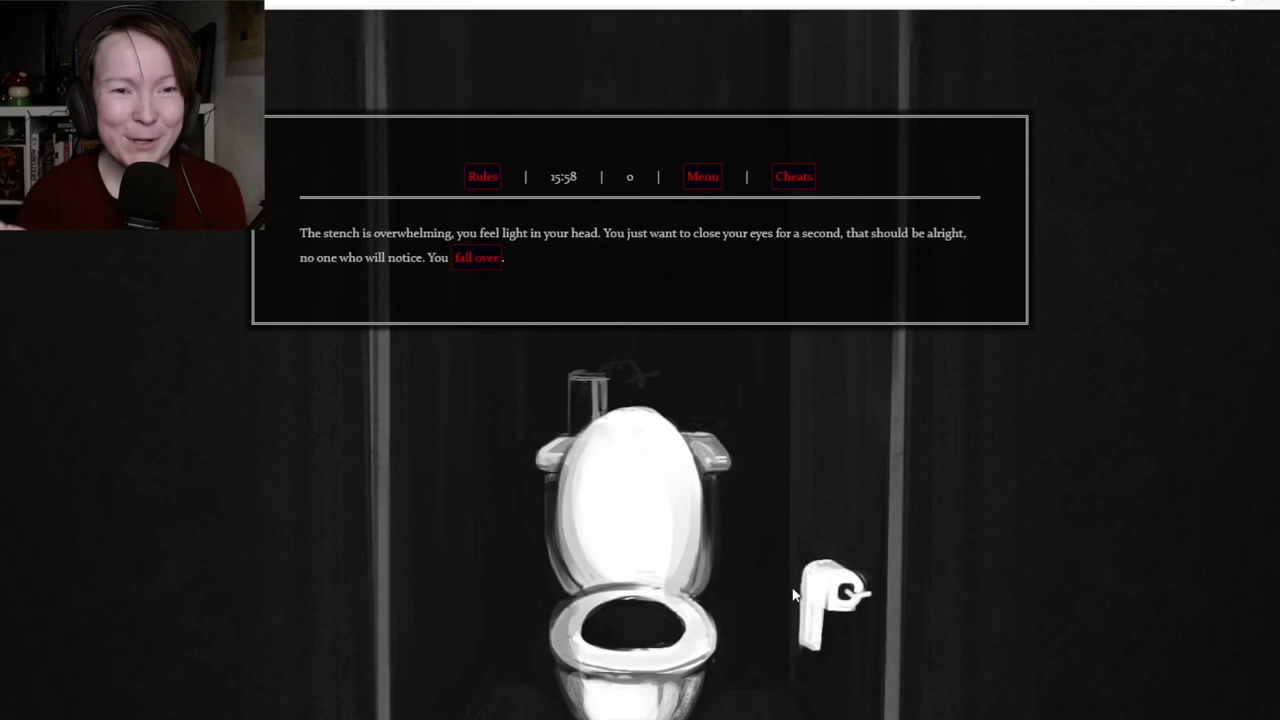 Rules | 15:58 | 0 | Menu | Cheats
The stench is overwhelming, you feel light in your head. You just want to close your eyes for a second, that should be alright,
no one who will notice. You fall over.